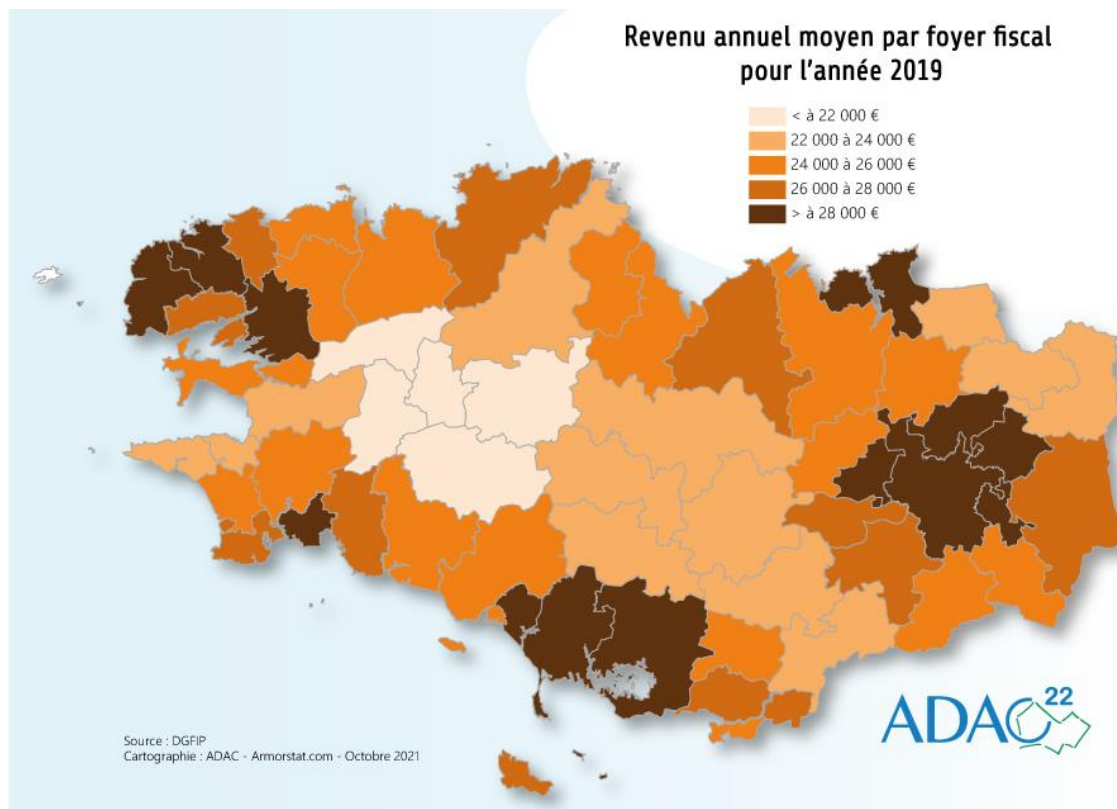 Revenu annuel moyen par foyer fiscal
pour l'année 2019
< à 22 000 €
22 000 à 24 000 €
24 000 à 26 000 €
26 000 à 28 000 €
> à 28 000 €
ADAC 22
Source : DGFIP
Cartographie : ADAC - Armorstat.com - Octobre 2021